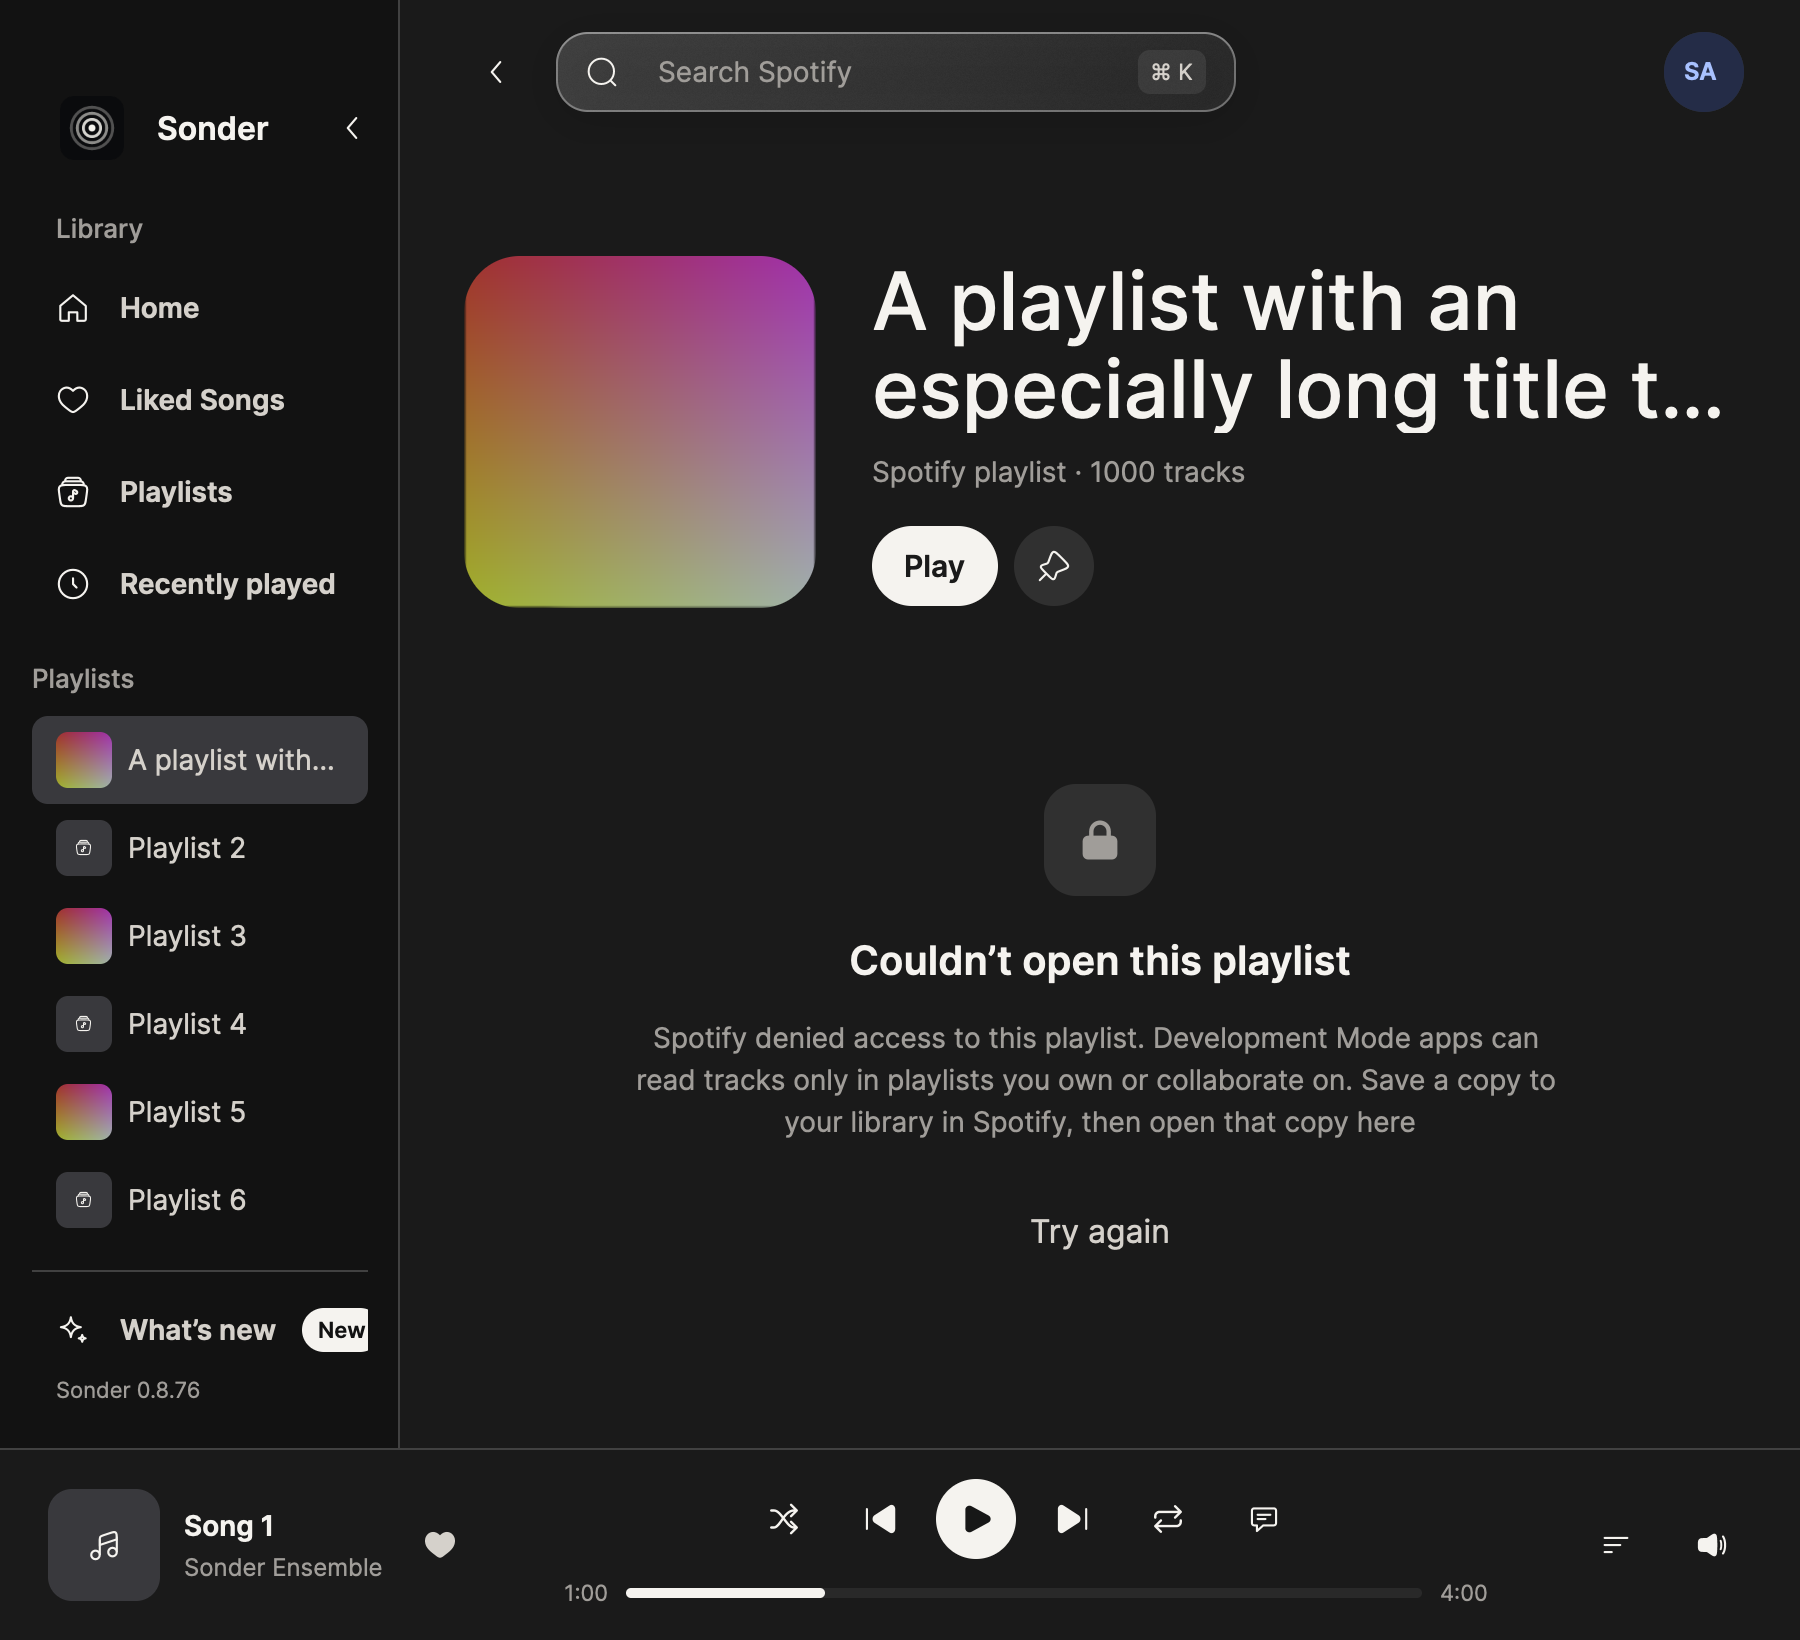 Sonder
Library
Home
Liked Songs
Playlists
Recently played
Playlists
A playlist with...
Playlist 2
Playlist 3
Playlist 4
Playlist 5
Playlist 6
What’s new
New
Sonder 0.8.76
Search Spotify
⌘ K
SA
A playlist with an
especially long title t...
Spotify playlist · 1000 tracks
Play
Couldn’t open this playlist
Spotify denied access to this playlist. Development Mode apps can
read tracks only in playlists you own or collaborate on. Save a copy to
your library in Spotify, then open that copy here
Try again
Song 1
Sonder Ensemble
1:00
4:00